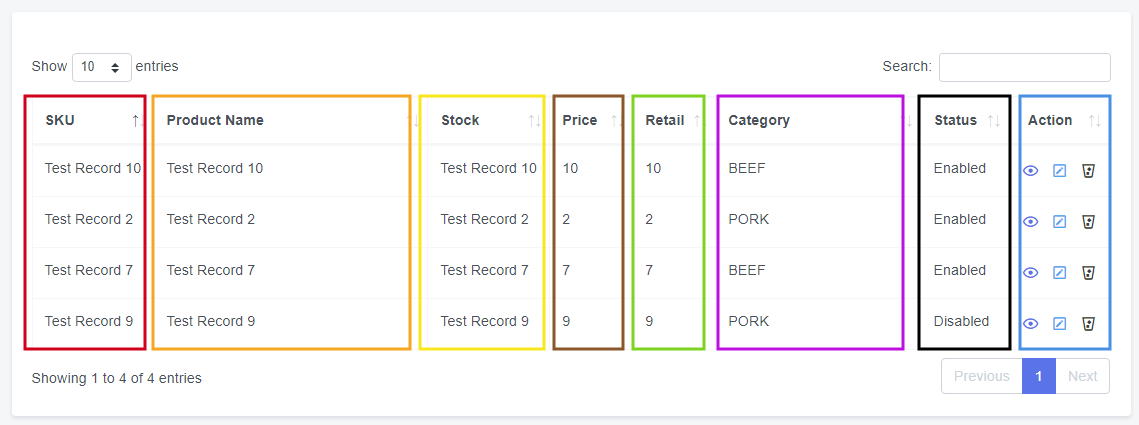 Show 10 entries Search:
SKU Product Name Stock Price Retail Category Status Action
Test Record 10 Test Record 10 Test Record 10 10 10 BEEF Enabled
Test Record 2 Test Record 2 Test Record 2 2 2 PORK Enabled
Test Record 7 Test Record 7 Test Record 7 7 7 BEEF Enabled
Test Record 9 Test Record 9 Test Record 9 9 9 PORK Disabled
Showing 1 to 4 of 4 entries Previous 1 Next